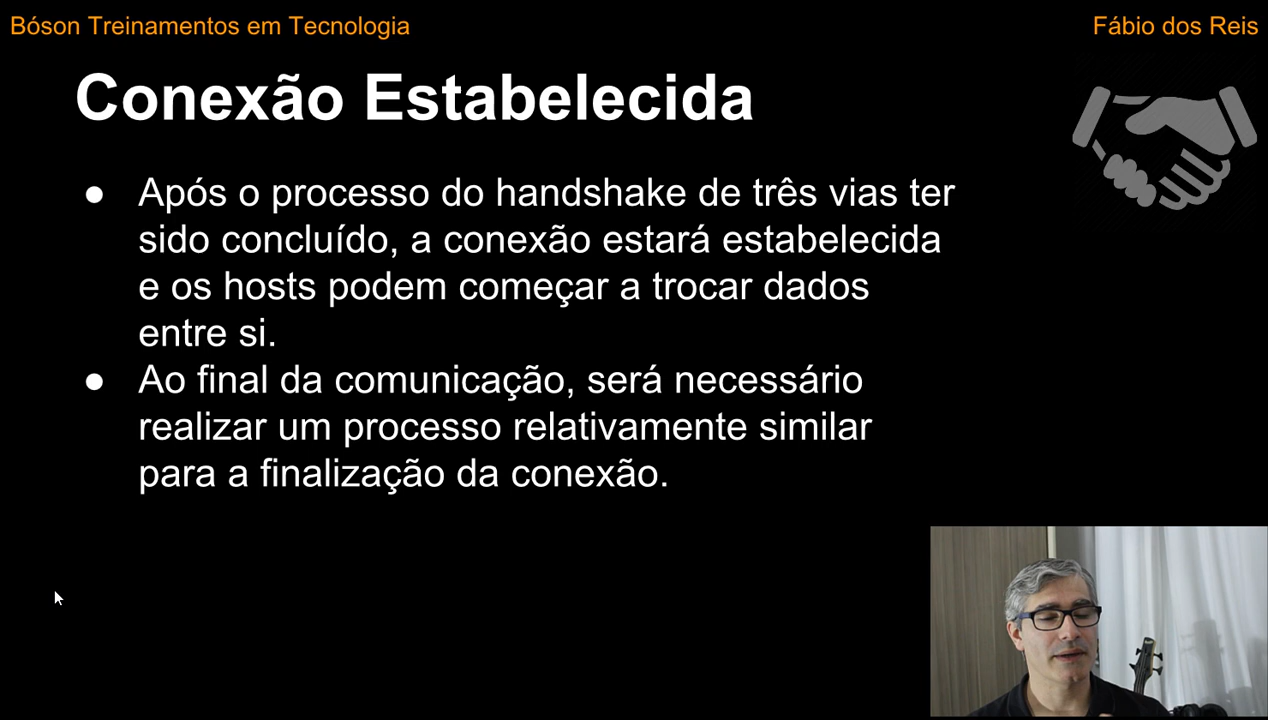 Bóson Treinamentos em Tecnologia
Fábio dos Reis
Conexão Estabelecida
● Após o processo do handshake de três vias ter
sido concluído, a conexão estará estabelecida
e os hosts podem começar a trocar dados
entre si.
● Ao final da comunicação, será necessário
realizar um processo relativamente similar
para a finalização da conexão.